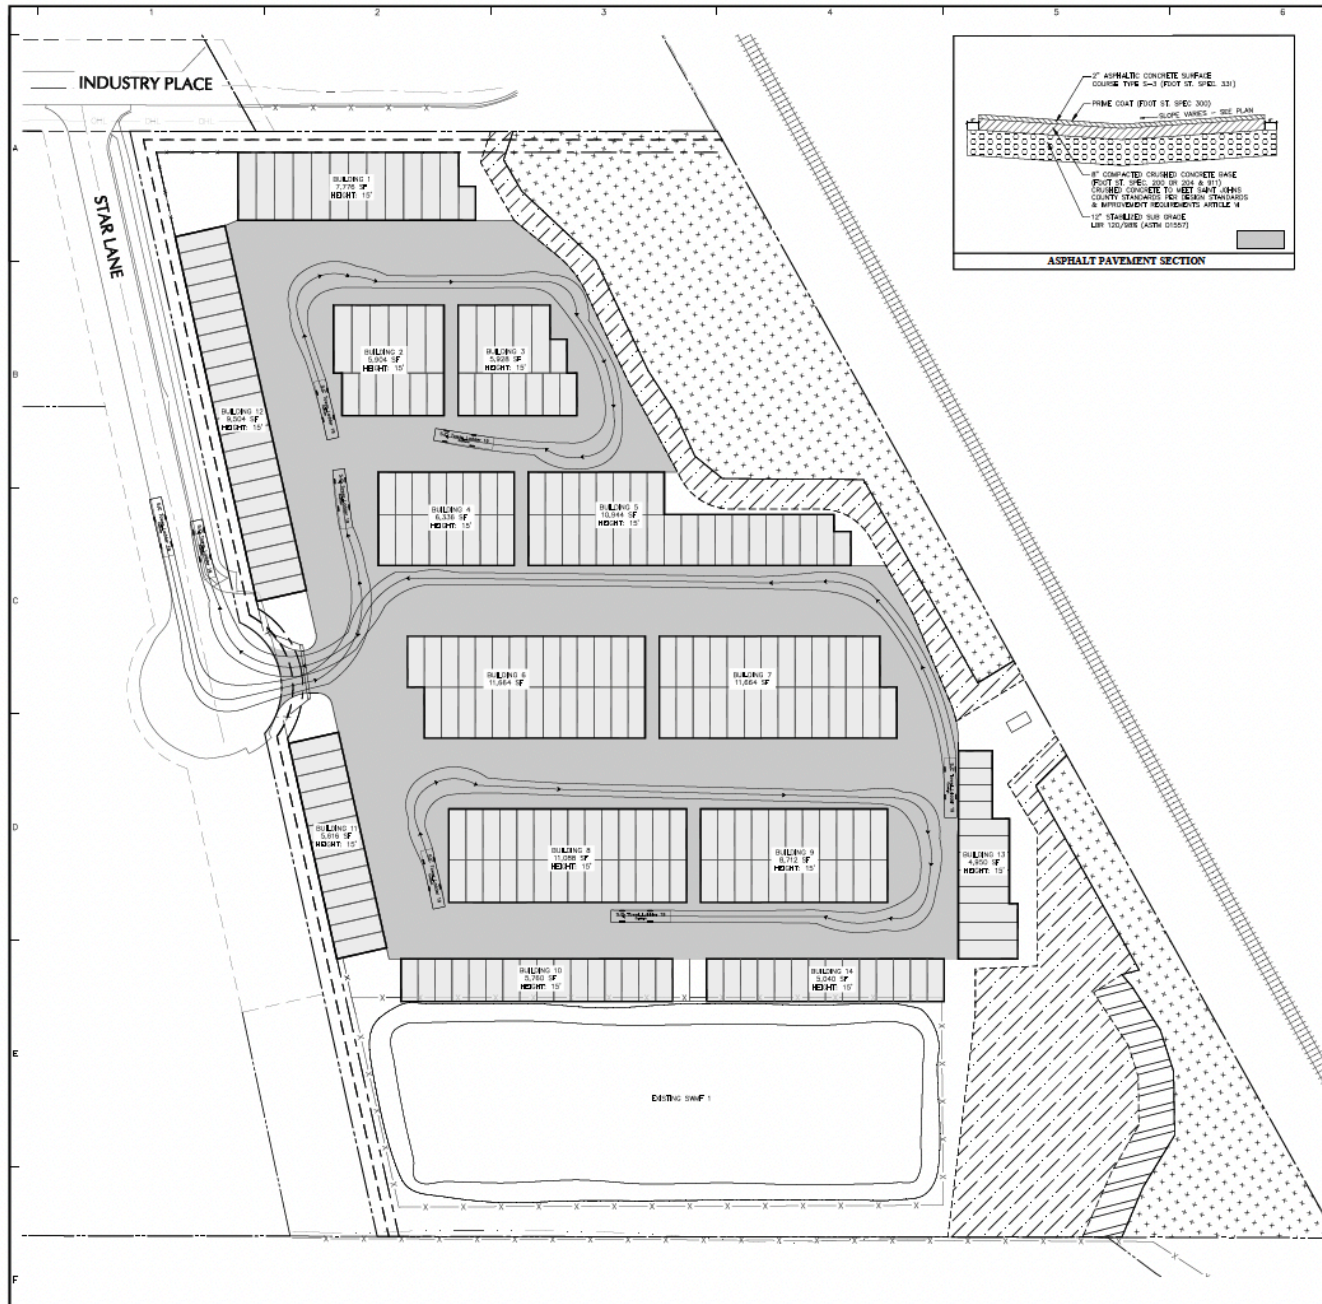 1 2 3 4 5 6
A
B
C
D
E
F
INDUSTRY PLACE
STAR LANE
OHL OHL OHL
2" ASPHALTIC CONCRETE SURFACE
COURSE TYPE S-3 (FDOT ST. SPEC. 331)
PRIME COAT (FDOT ST. SPEC 300)
SLOPE VARIES - SEE PLAN
8" COMPACTED CRUSHED CONCRETE BASE
(FDOT ST. SPEC. 200 OR 204 & 911)
CRUSHED CONCRETE TO MEET SAINT JOHNS
COUNTY STANDARDS PER DESIGN STANDARDS
& IMPROVEMENT REQUIREMENTS ARTICLE VI
12" STABILIZED SUB GRADE
LBR 120/98% (ASTM D1557)
ASPHALT PAVEMENT SECTION
BUILDING 1
7,776 SF
HEIGHT: 15'
BUILDING 2
5,904 SF
HEIGHT: 15'
BUILDING 3
5,928 SF
HEIGHT: 15'
BUILDING 12
9,504 SF
HEIGHT: 15'
BUILDING 4
6,336 SF
HEIGHT: 15'
BUILDING 5
10,944 SF
HEIGHT: 15'
BUILDING 6
11,664 SF
BUILDING 7
11,664 SF
BUILDING 11
5,816 SF
HEIGHT: 15'
BUILDING 8
11,088 SF
HEIGHT: 15'
BUILDING 9
8,712 SF
HEIGHT: 15'
BUILDING 13
4,950 SF
HEIGHT: 15'
BUILDING 10
5,760 SF
HEIGHT: 15'
BUILDING 14
5,040 SF
HEIGHT: 15'
EXISTING SWMF 1